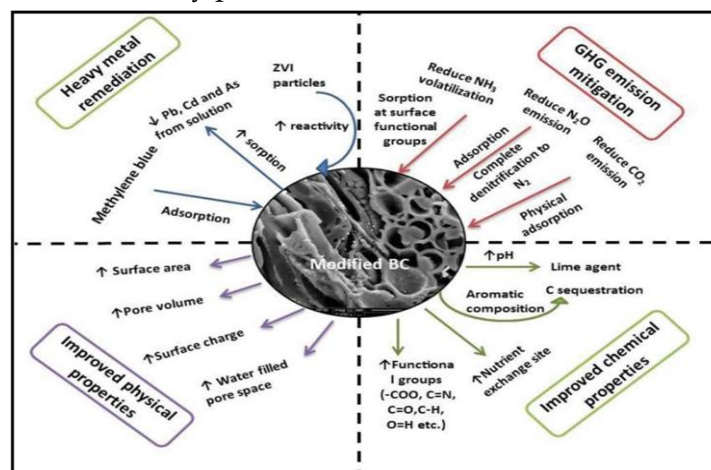 Heavy metal
remediation
↓ Pb, Cd and As
from solution
ZVI
particles
↑ reactivity
↑ sorption
Methylene blue
Adsorption
GHG emission
mitigation
Reduce NH3
volatilization
Sorption
at surface
functional
groups
Reduce N2O
emission
Adsorption
Complete
denitrification to
N2
Reduce CO2
emission
Physical
adsorption
Modified BC
↑ Surface area
↑Pore volume
↑Surface charge
↑ Water filled
pore space
Improved physical
properties
↑pH
Lime agent
Aromatic
composition
C sequestration
↑Functiona
l groups
(-COO, C=N,
C=O,C-H,
O=H etc.)
↑Nutrient
exchange site
Improved chemical
properties